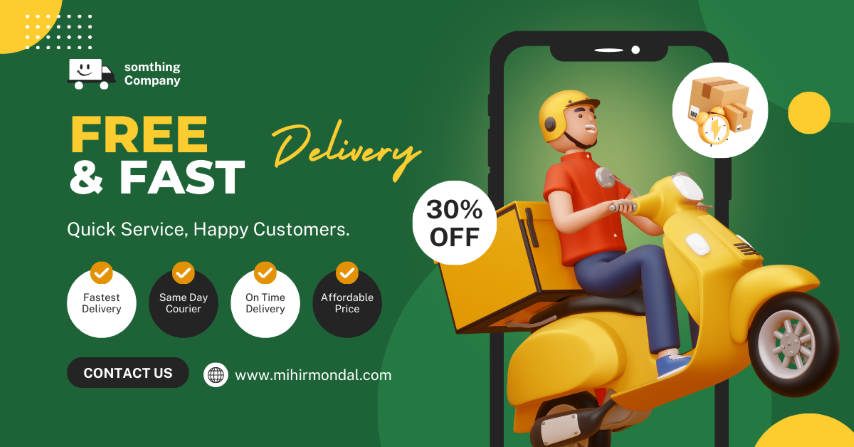 somthing
Company
FREE
& FAST
Delivery
Quick Service, Happy Customers.
30%
OFF
Fastest
Delivery
Same Day
Courier
On Time
Delivery
Affordable
Price
CONTACT US
www.mihirmondal.com